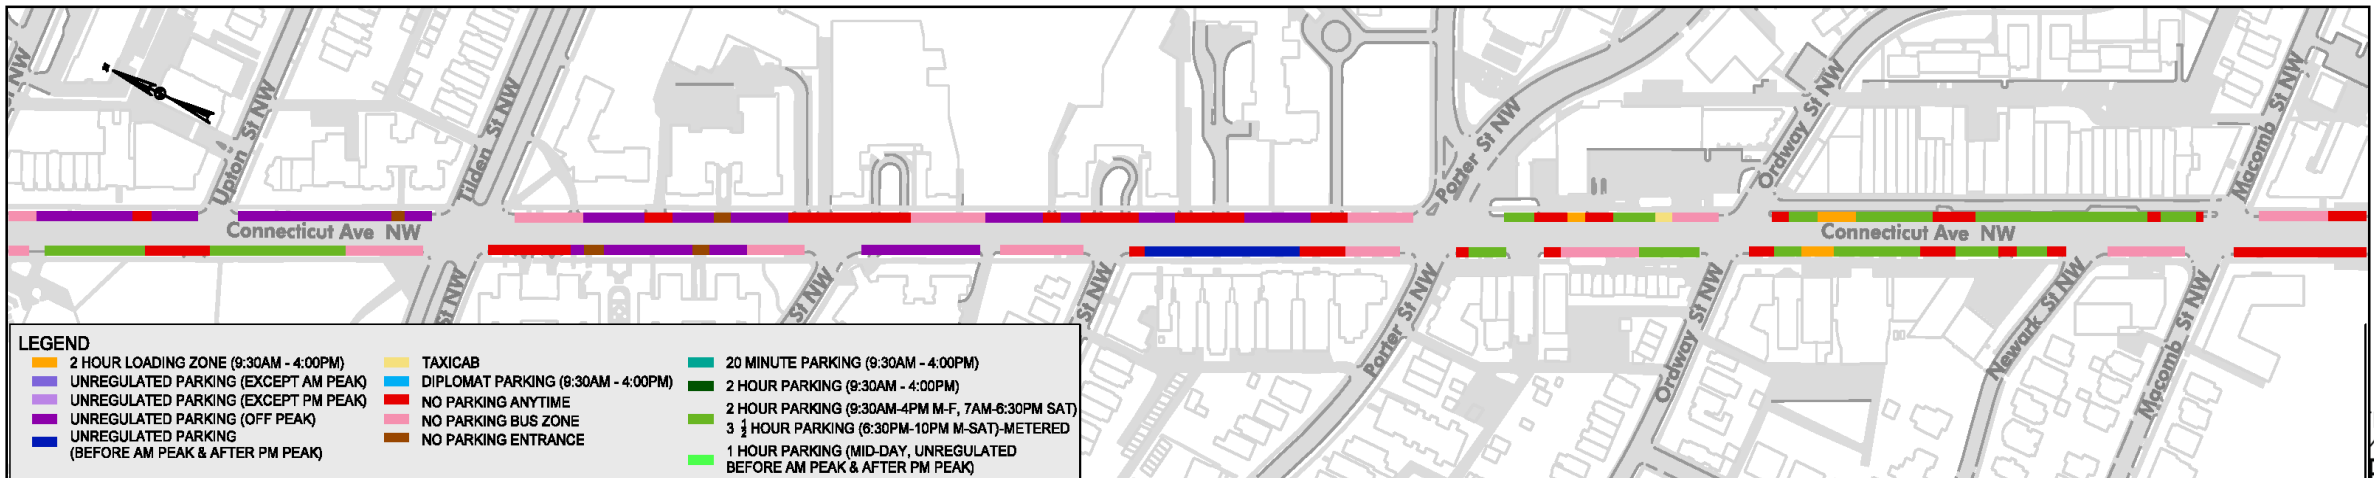 NW
NW
Upton St NW
Tilden St NW
Porter St NW
Ordway St NW
Macomb St NW
Connecticut Ave NW
Connecticut Ave NW
St NW
St NW
St NW
Porter St NW
Ordway St NW
Newark St NW
Macomb St NW
LEGEND
2 HOUR LOADING ZONE (9:30AM - 4:00PM)
UNREGULATED PARKING (EXCEPT AM PEAK)
UNREGULATED PARKING (EXCEPT PM PEAK)
UNREGULATED PARKING (OFF PEAK)
UNREGULATED PARKING
(BEFORE AM PEAK & AFTER PM PEAK)
TAXICAB
DIPLOMAT PARKING (9:30AM - 4:00PM)
NO PARKING ANYTIME
NO PARKING BUS ZONE
NO PARKING ENTRANCE
20 MINUTE PARKING (9:30AM - 4:00PM)
2 HOUR PARKING (9:30AM - 4:00PM)
2 HOUR PARKING (9:30AM-4PM M-F, 7AM-6:30PM SAT)
3 ½ HOUR PARKING (6:30PM-10PM M-SAT)-METERED
1 HOUR PARKING (MID-DAY, UNREGULATED
BEFORE AM PEAK & AFTER PM PEAK)